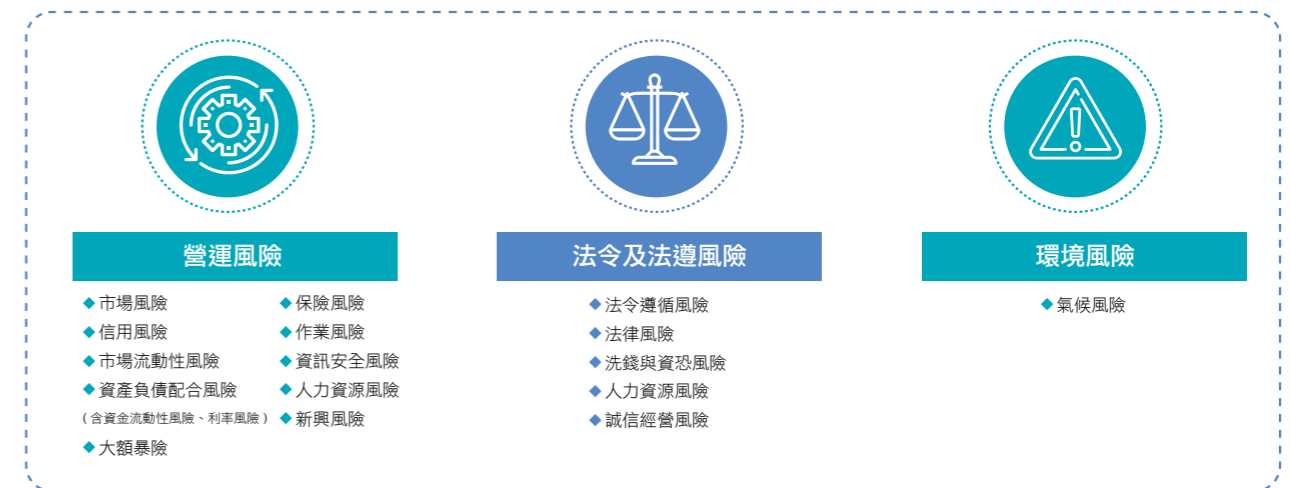 營運風險
◆市場風險
◆信用風險
◆市場流動性風險
◆資產負債配合風險
(含資金流動性風險、利率風險)
◆大額暴險
◆保險風險
◆作業風險
◆資訊安全風險
◆人力資源風險
◆新興風險
法令及法遵風險
◆法令遵循風險
◆法律風險
◆洗錢與資恐風險
◆人力資源風險
◆誠信經營風險
環境風險
◆氣候風險